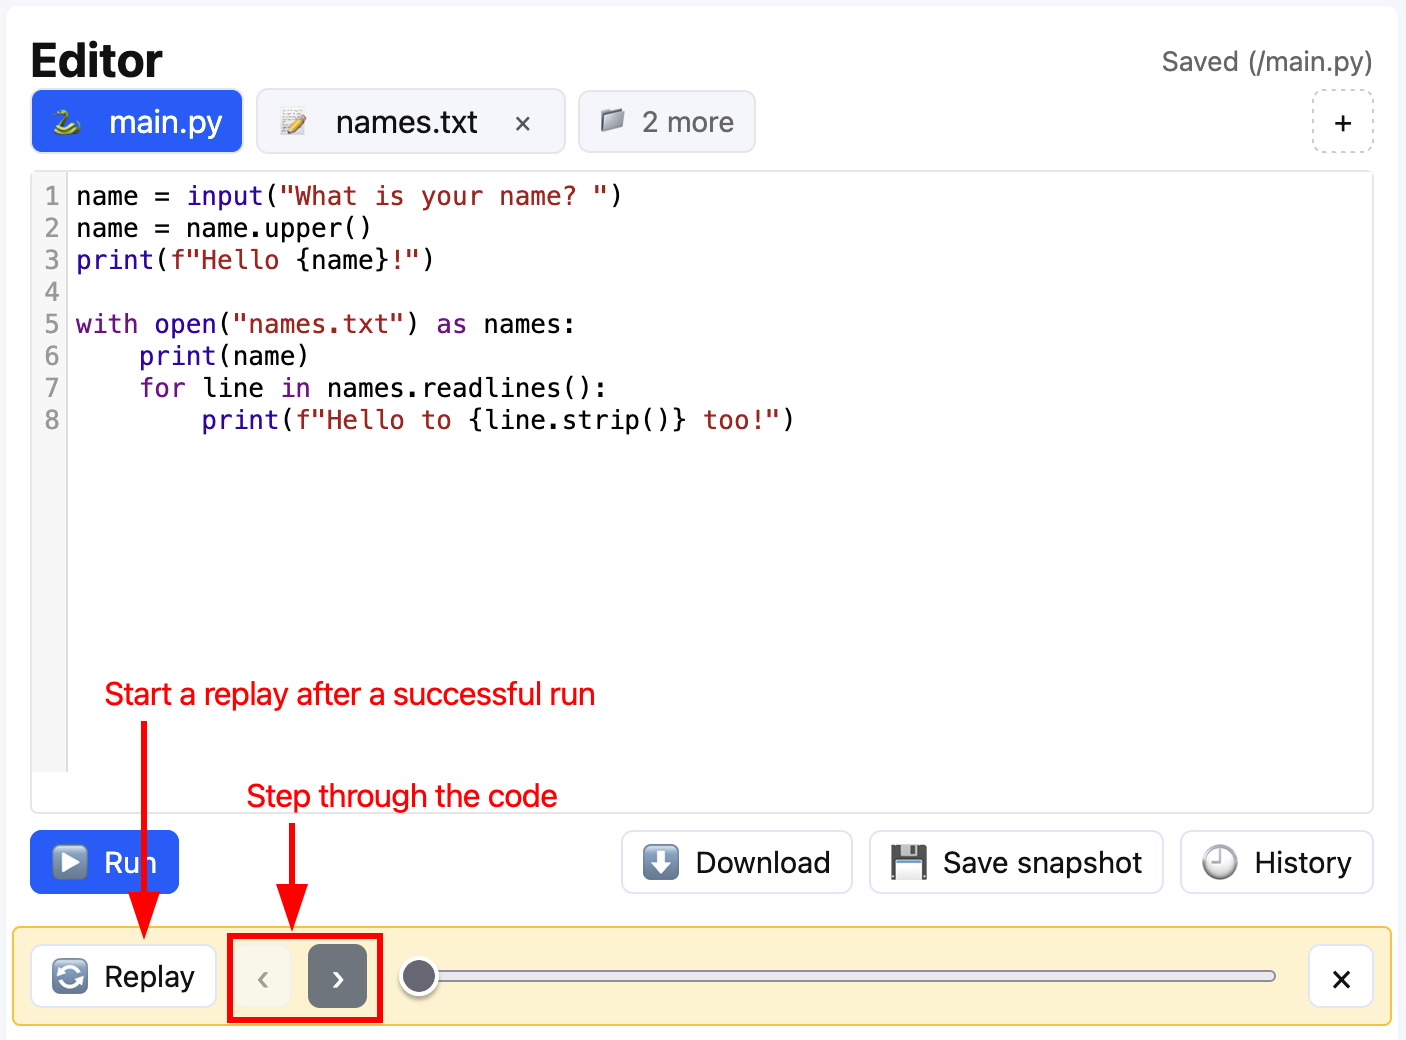 Editor
Saved (/main.py)
main.py
names.txt ×
2 more
+
1 name = input("What is your name? ")
2 name = name.upper()
3 print(f"Hello {name}!")
4
5 with open("names.txt") as names:
6     print(name)
7     for line in names.readlines():
8         print(f"Hello to {line.strip()} too!")
Start a replay after a successful run
Step through the code
Run
Download
Save snapshot
History
Replay
‹ ›
×